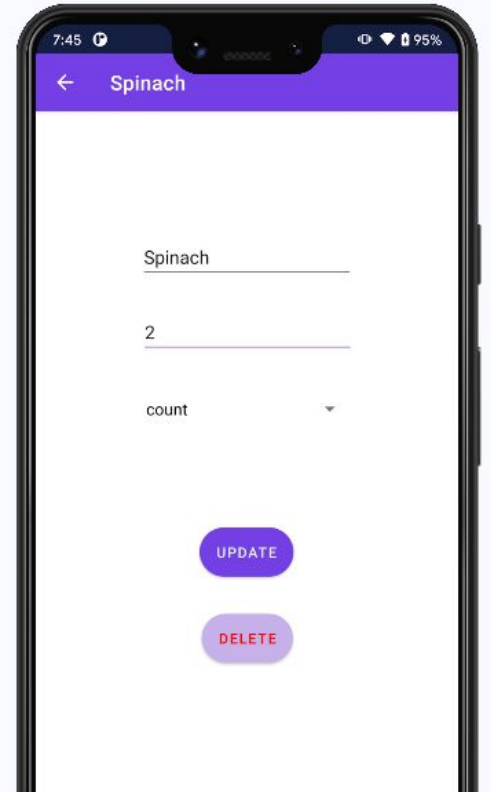 7:45 95%
Spinach
Spinach
2
count
UPDATE
DELETE